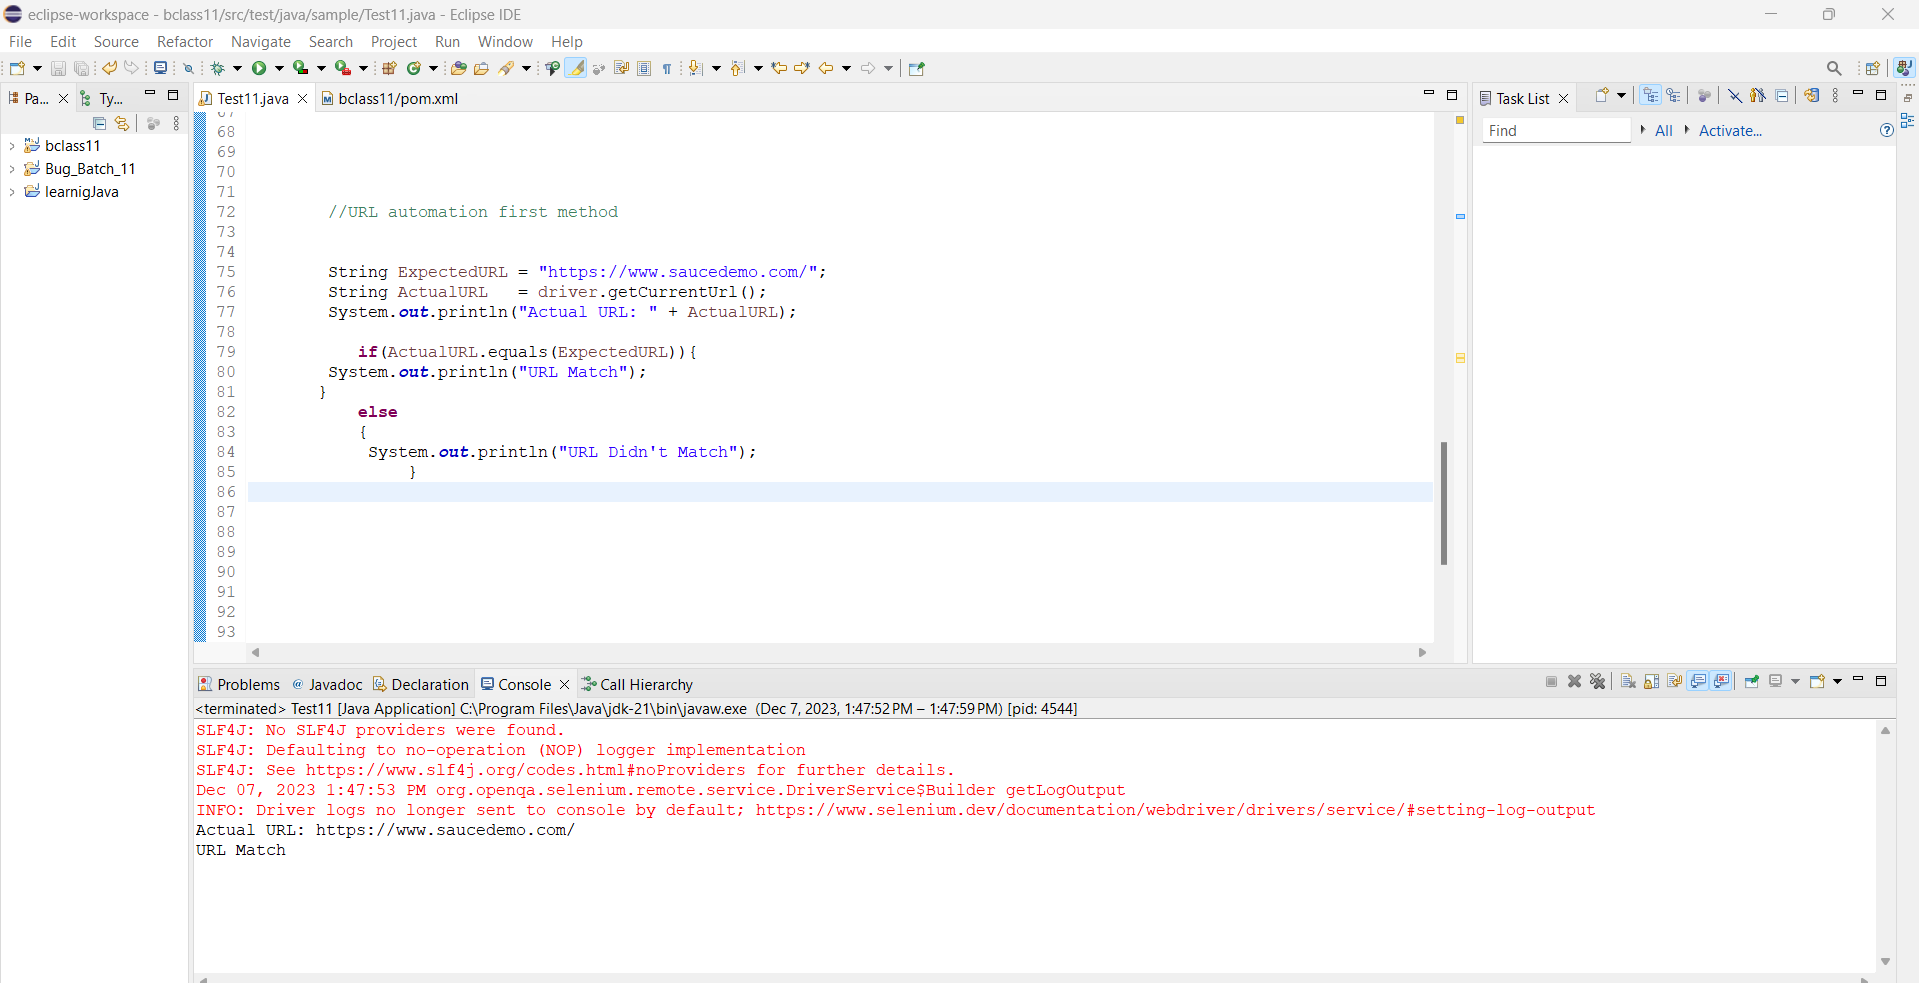 eclipse-workspace - bclass11/src/test/java/sample/Test11.java - Eclipse IDE
File Edit Source Refactor Navigate Search Project Run Window Help
Pa... Ty...
Test11.java bclass11/pom.xml
Task List
Find All Activate...
bclass11
Bug_Batch_11
learnigJava
67
68
69
70
71
72 //URL automation first method
73
74
75 String ExpectedURL = "https://www.saucedemo.com/";
76 String ActualURL = driver.getCurrentUrl();
77 System.out.println("Actual URL: " + ActualURL);
78
79 if(ActualURL.equals(ExpectedURL)){
80 System.out.println("URL Match");
81 }
82 else
83 {
84 System.out.println("URL Didn't Match");
85 }
86
87
88
89
90
91
92
93
Problems @ Javadoc Declaration Console Call Hierarchy
<terminated> Test11 [Java Application] C:\Program Files\Java\jdk-21\bin\javaw.exe (Dec 7, 2023, 1:47:52 PM – 1:47:59 PM) [pid: 4544]
SLF4J: No SLF4J providers were found.
SLF4J: Defaulting to no-operation (NOP) logger implementation
SLF4J: See https://www.slf4j.org/codes.html#noProviders for further details.
Dec 07, 2023 1:47:53 PM org.openqa.selenium.remote.service.DriverService$Builder getLogOutput
INFO: Driver logs no longer sent to console by default; https://www.selenium.dev/documentation/webdriver/drivers/service/#setting-log-output
Actual URL: https://www.saucedemo.com/
URL Match